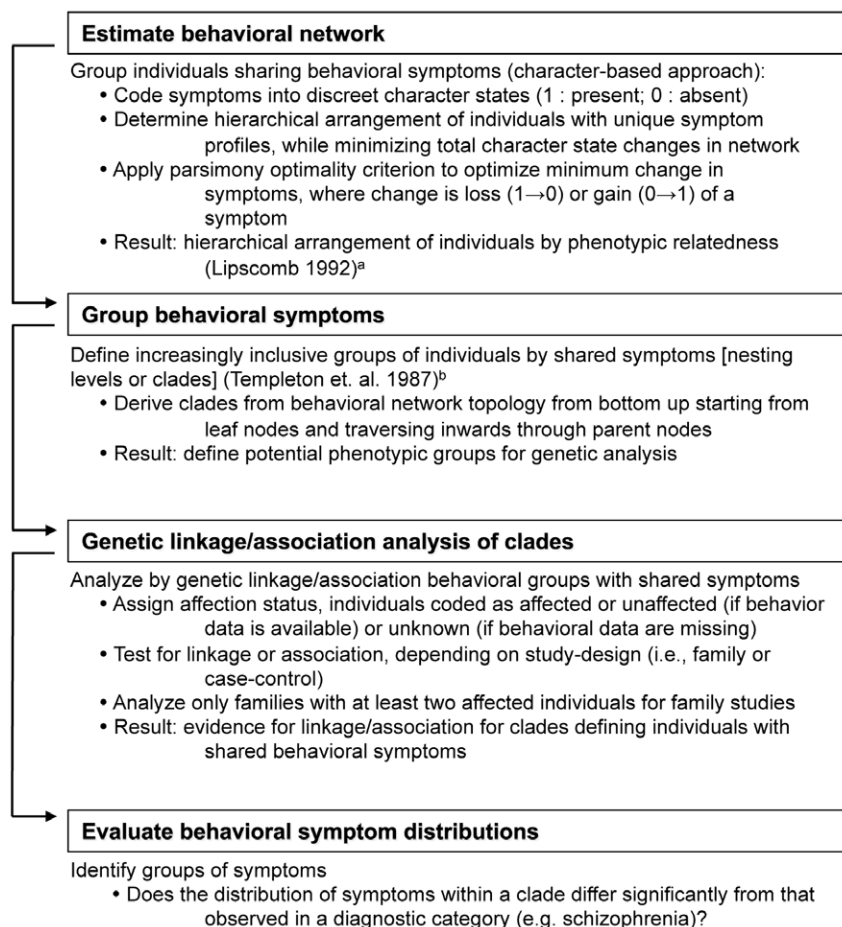 Estimate behavioral network
Group individuals sharing behavioral symptoms (character-based approach):
• Code symptoms into discreet character states (1 : present; 0 : absent)
• Determine hierarchical arrangement of individuals with unique symptom
profiles, while minimizing total character state changes in network
• Apply parsimony optimality criterion to optimize minimum change in
symptoms, where change is loss (1→0) or gain (0→1) of a
symptom
• Result: hierarchical arrangement of individuals by phenotypic relatedness
(Lipscomb 1992)ᵃ
Group behavioral symptoms
Define increasingly inclusive groups of individuals by shared symptoms [nesting
levels or clades] (Templeton et. al. 1987)ᵇ
• Derive clades from behavioral network topology from bottom up starting from
leaf nodes and traversing inwards through parent nodes
• Result: define potential phenotypic groups for genetic analysis
Genetic linkage/association analysis of clades
Analyze by genetic linkage/association behavioral groups with shared symptoms
• Assign affection status, individuals coded as affected or unaffected (if behavior
data is available) or unknown (if behavioral data are missing)
• Test for linkage or association, depending on study-design (i.e., family or
case-control)
• Analyze only families with at least two affected individuals for family studies
• Result: evidence for linkage/association for clades defining individuals with
shared behavioral symptoms
Evaluate behavioral symptom distributions
Identify groups of symptoms
• Does the distribution of symptoms within a clade differ significantly from that
observed in a diagnostic category (e.g. schizophrenia)?